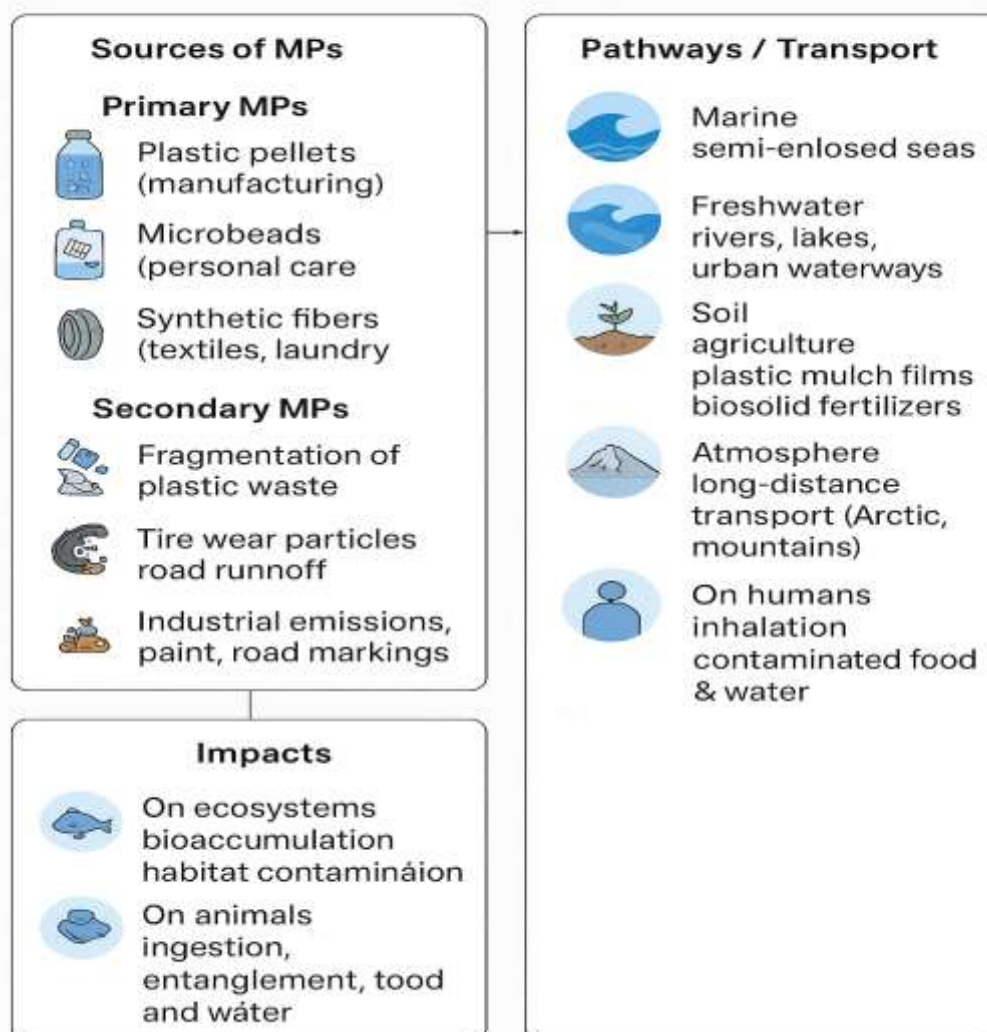 Sources of MPs
Primary MPs
Plastic pellets
(manufacturing)
Microbeads
(personal care
Synthetic fibers
(textiles, laundry
Secondary MPs
Fragmentation of
plastic waste
Tire wear particles
road runnoff
Industrial emissions,
paint, road markings
Impacts
On ecosystems
bioaccumulation
habitat contamináion
On animals
ingestion,
entanglement, tood
and wáter
Pathways / Transport
Marine
semi-enlosed seas
Freshwater
rivers, lakes,
urban waterways
Soil
agriculture
plastic mulch films
biosolid fertilizers
Atmosphere
long-distance
transport (Arctic,
mountains)
On humans
inhalation
contaminated food
& water